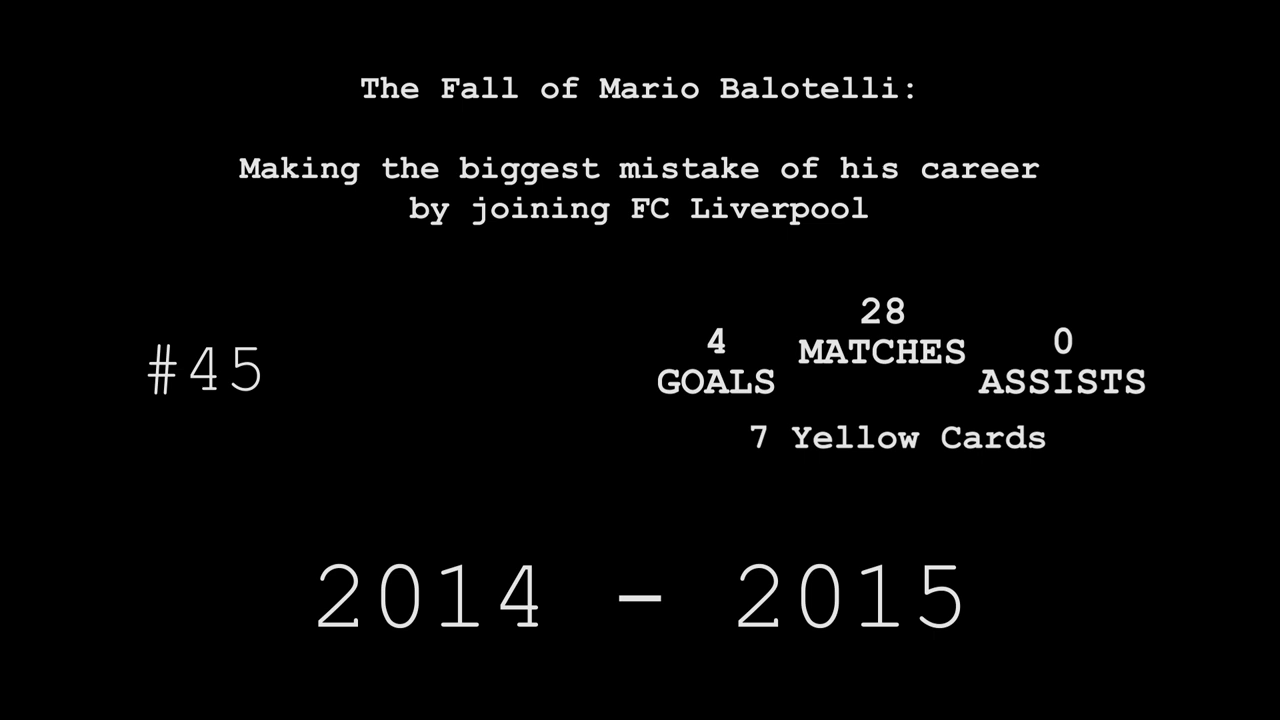 The Fall of Mario Balotelli:
Making the biggest mistake of his career
by joining FC Liverpool
#45
4
GOALS
28
MATCHES
0
ASSISTS
7 Yellow Cards
2014 - 2015